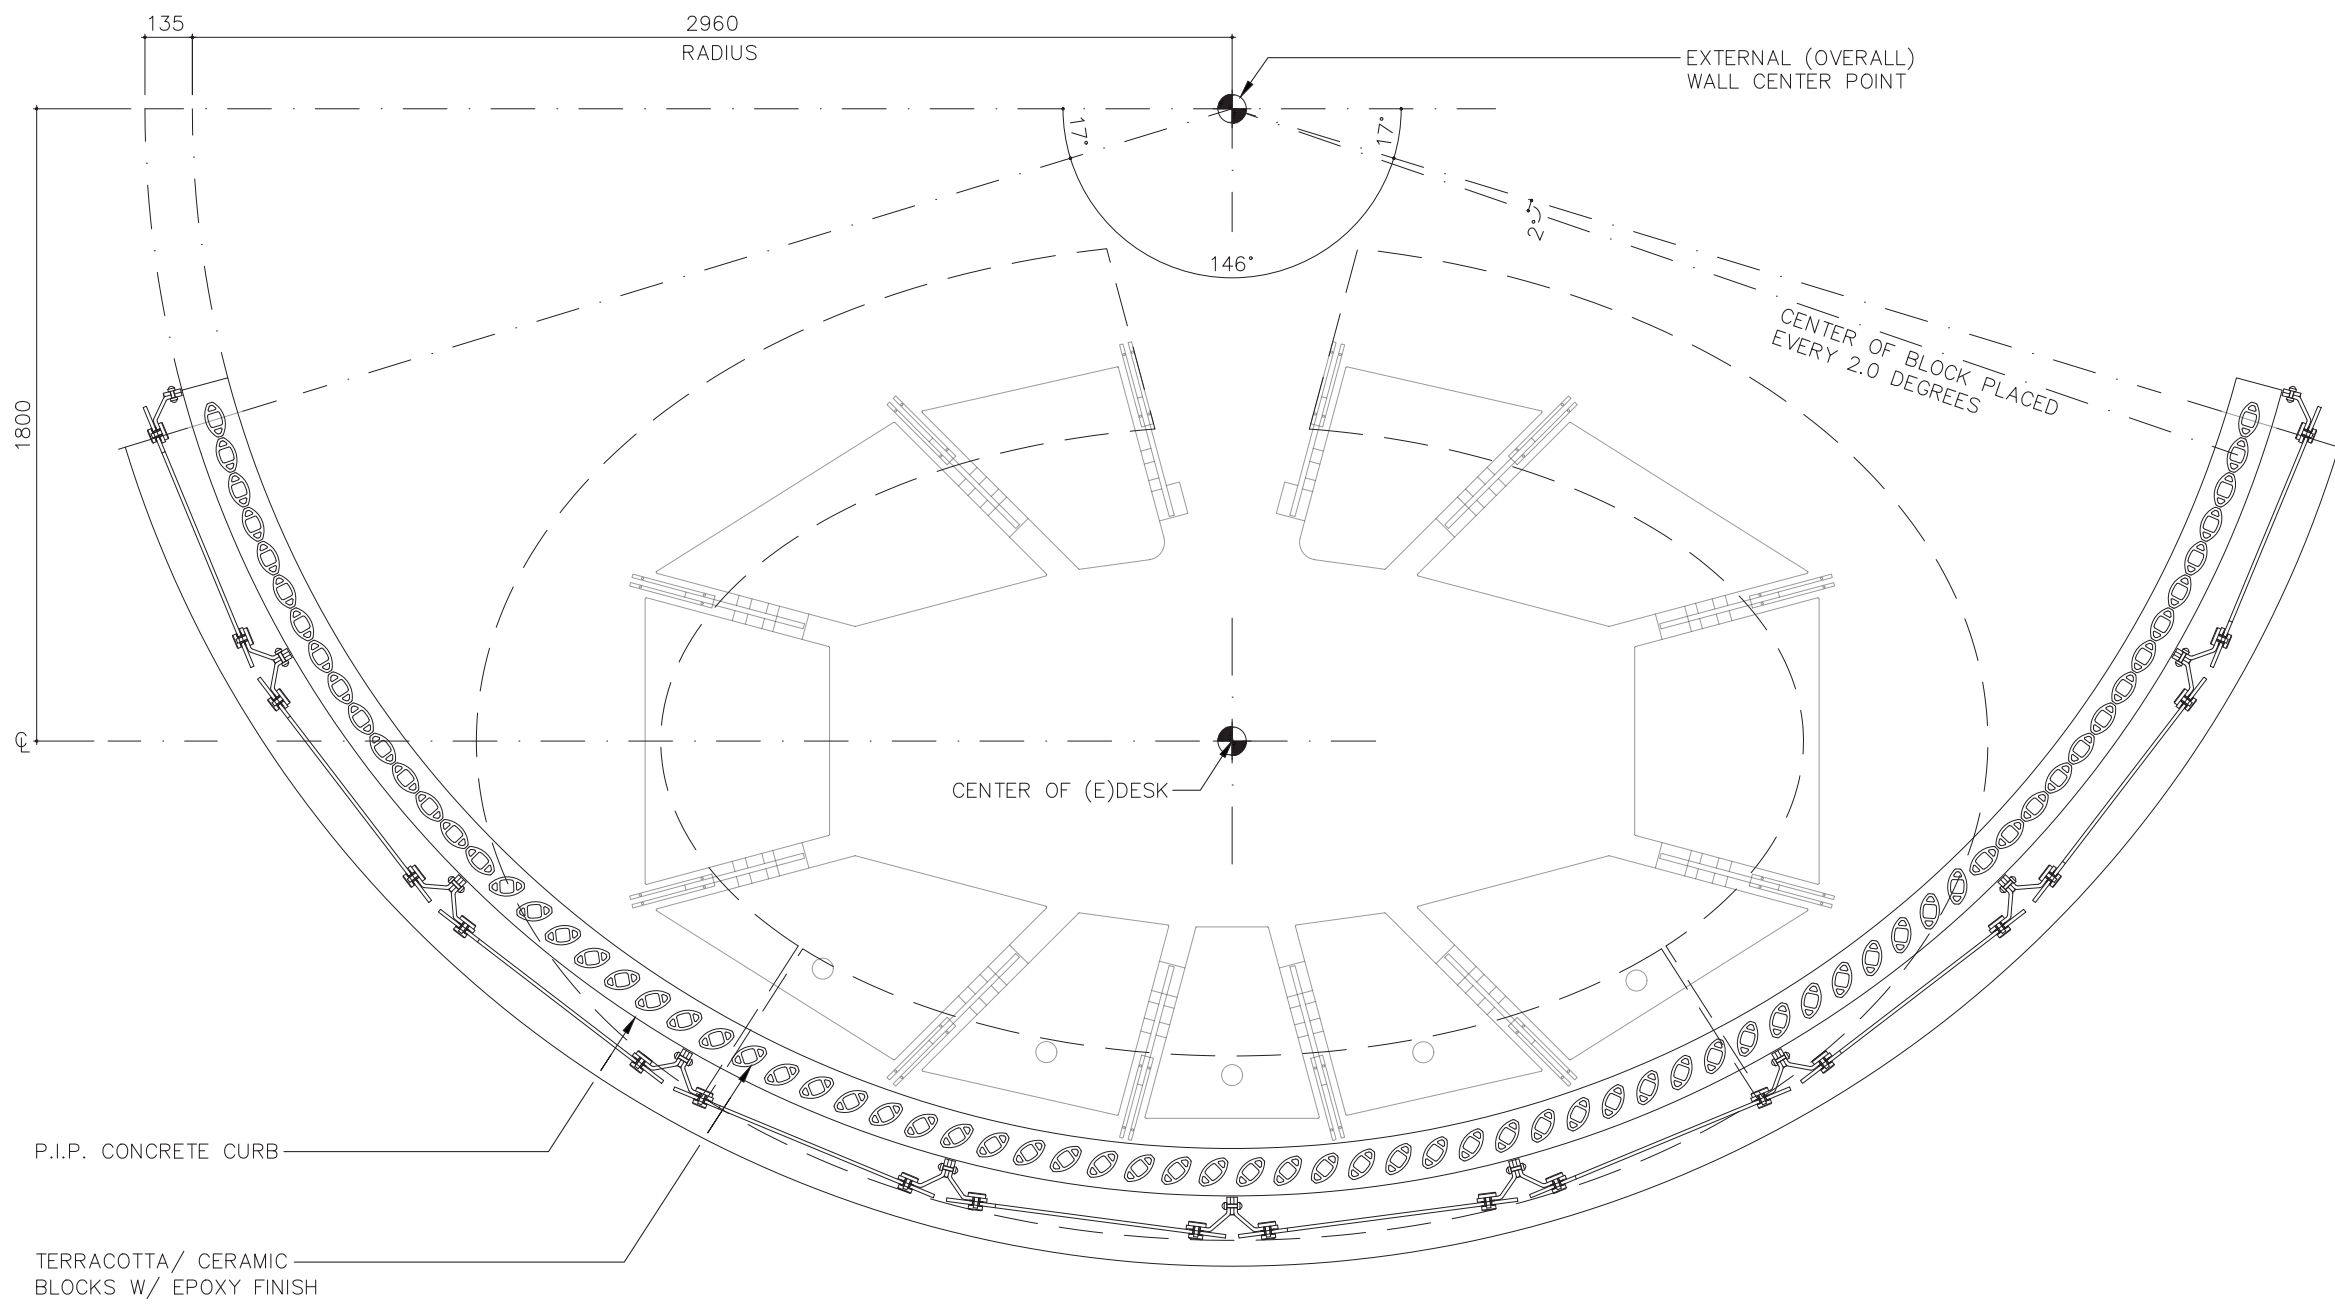 135
2960
RADIUS
EXTERNAL (OVERALL)
WALL CENTER POINT
17°
17°
146°
2°
CENTER OF BLOCK PLACED
EVERY 2.0 DEGREES
1800
℄
CENTER OF (E)DESK
P.I.P. CONCRETE CURB
TERRACOTTA/ CERAMIC
BLOCKS W/ EPOXY FINISH